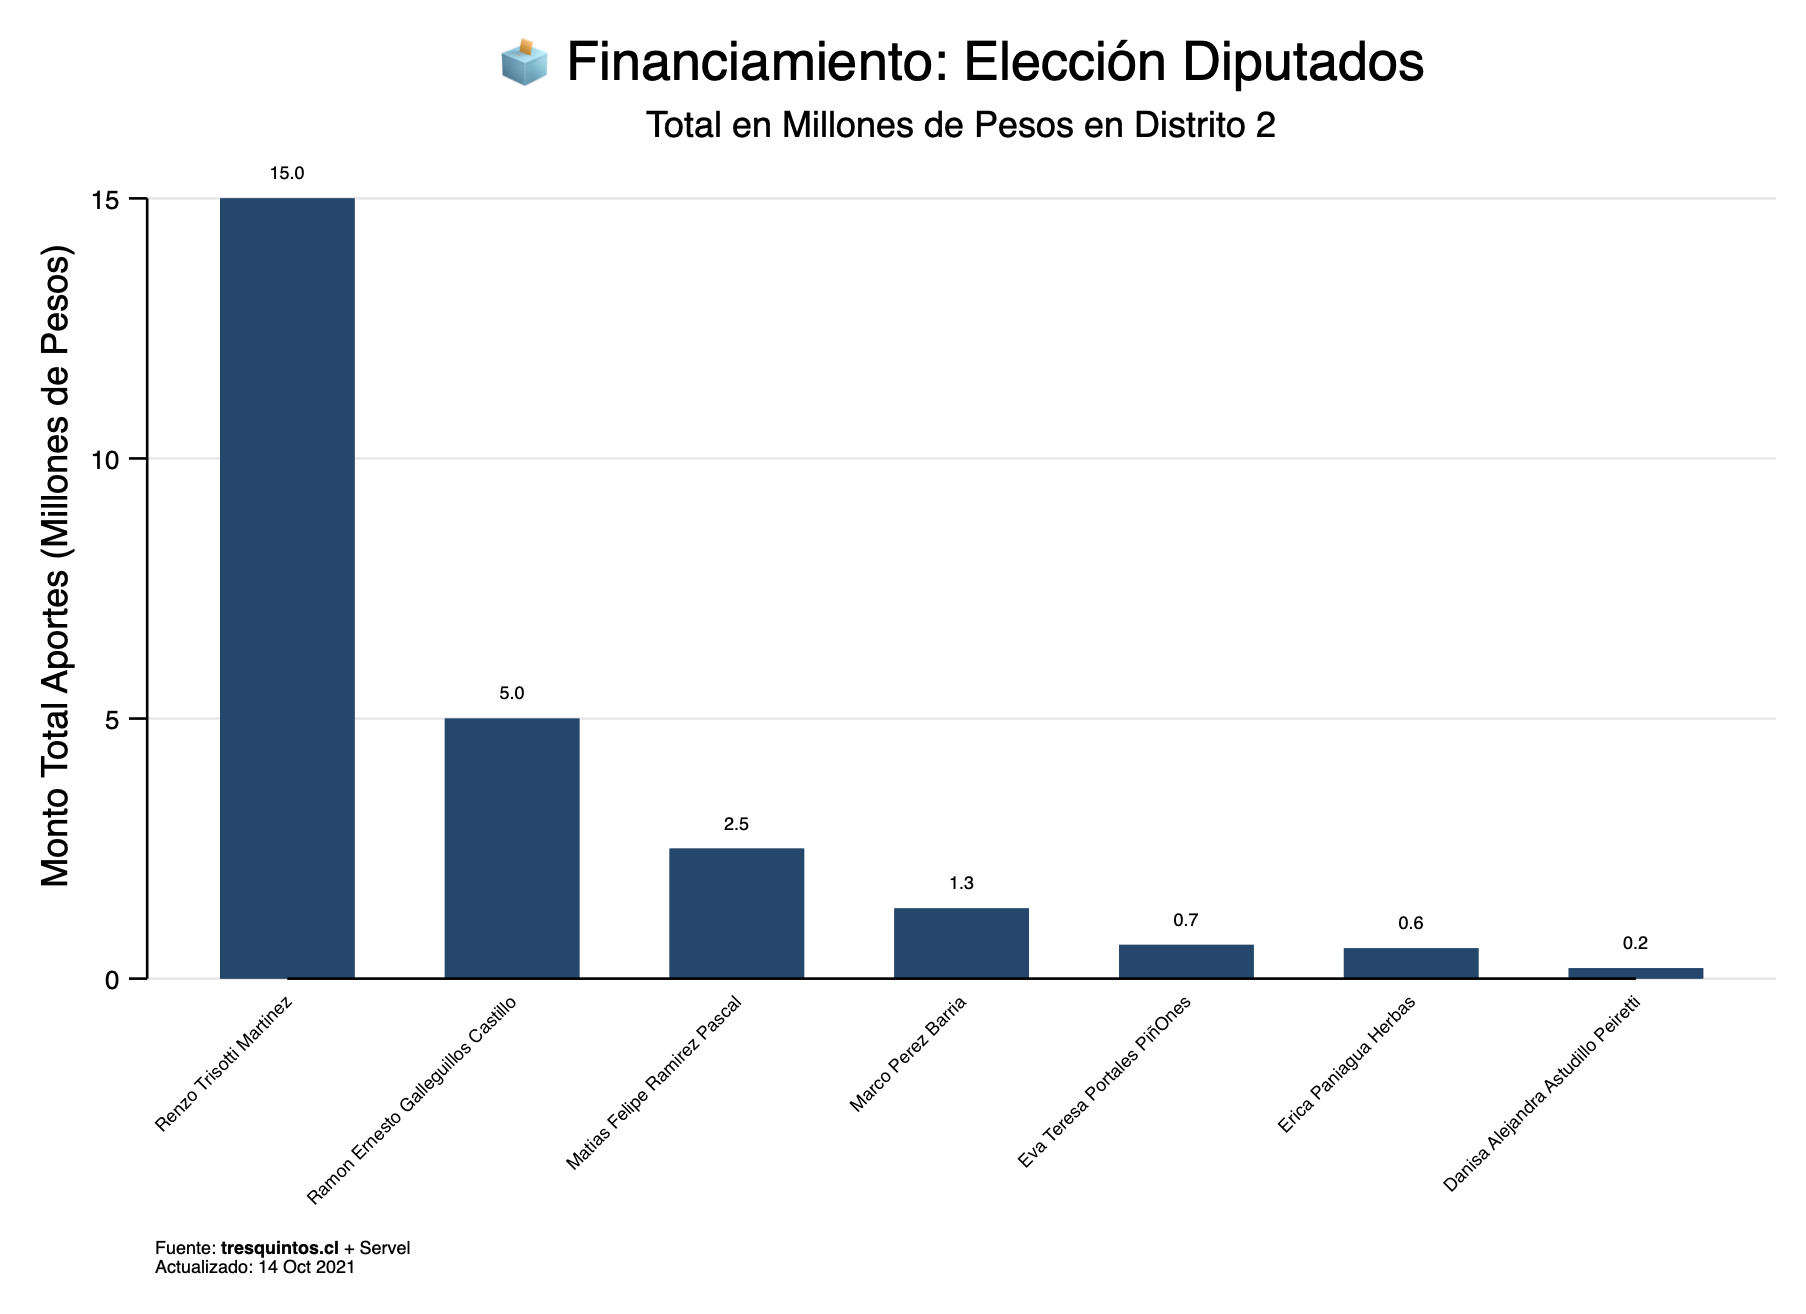 Financiamiento: Elección Diputados
Total en Millones de Pesos en Distrito 2
Monto Total Aportes (Millones de Pesos)
15
10
5
0
15.0
5.0
2.5
1.3
0.7
0.6
0.2
Renzo Trisotti Martinez
Ramon Ernesto Galleguillos Castillo
Matias Felipe Ramirez Pascal
Marco Perez Barria
Eva Teresa Portales PiñOnes
Erica Paniagua Herbas
Danisa Alejandra Astudillo Peiretti
Fuente: tresquintos.cl + Servel
Actualizado: 14 Oct 2021